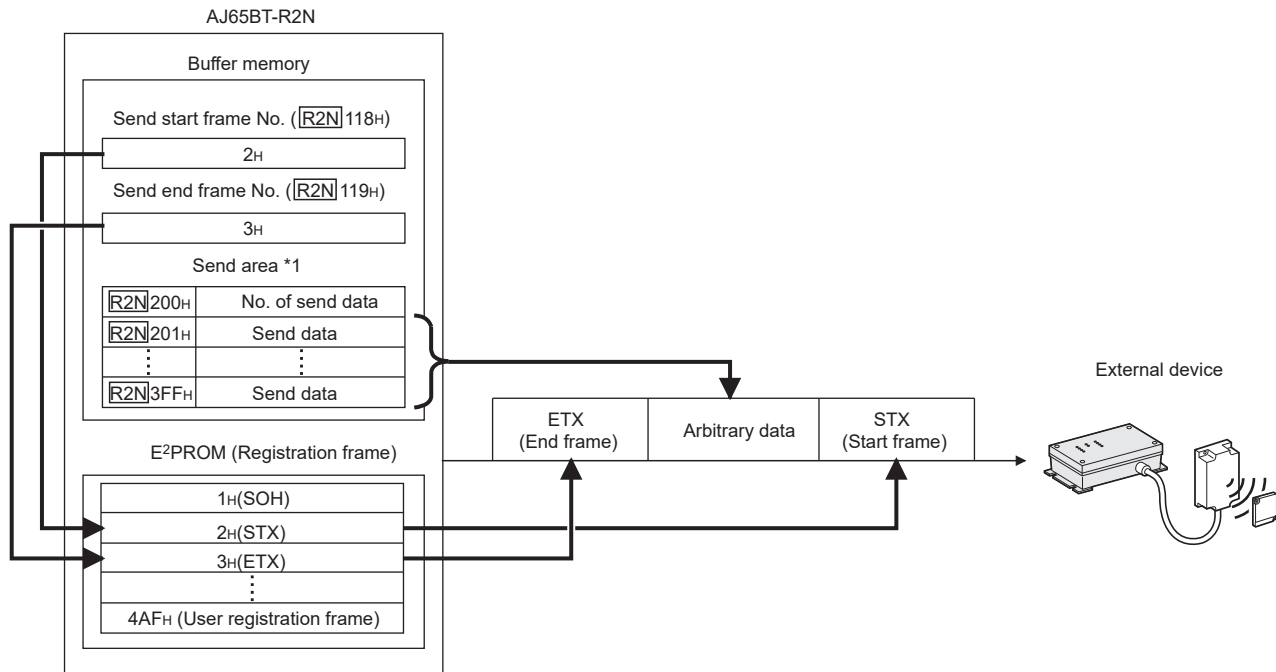 AJ65BT-R2N
Buffer memory
Send start frame No. ( R2N 118H)
2H
Send end frame No. ( R2N 119H)
3H
Send area *1
R2N 200H No. of send data
R2N 201H Send data
R2N 3FFH Send data
E2PROM (Registration frame)
1H(SOH)
2H(STX)
3H(ETX)
4AFH (User registration frame)
ETX
(End frame)
Arbitrary data
STX
(Start frame)
External device